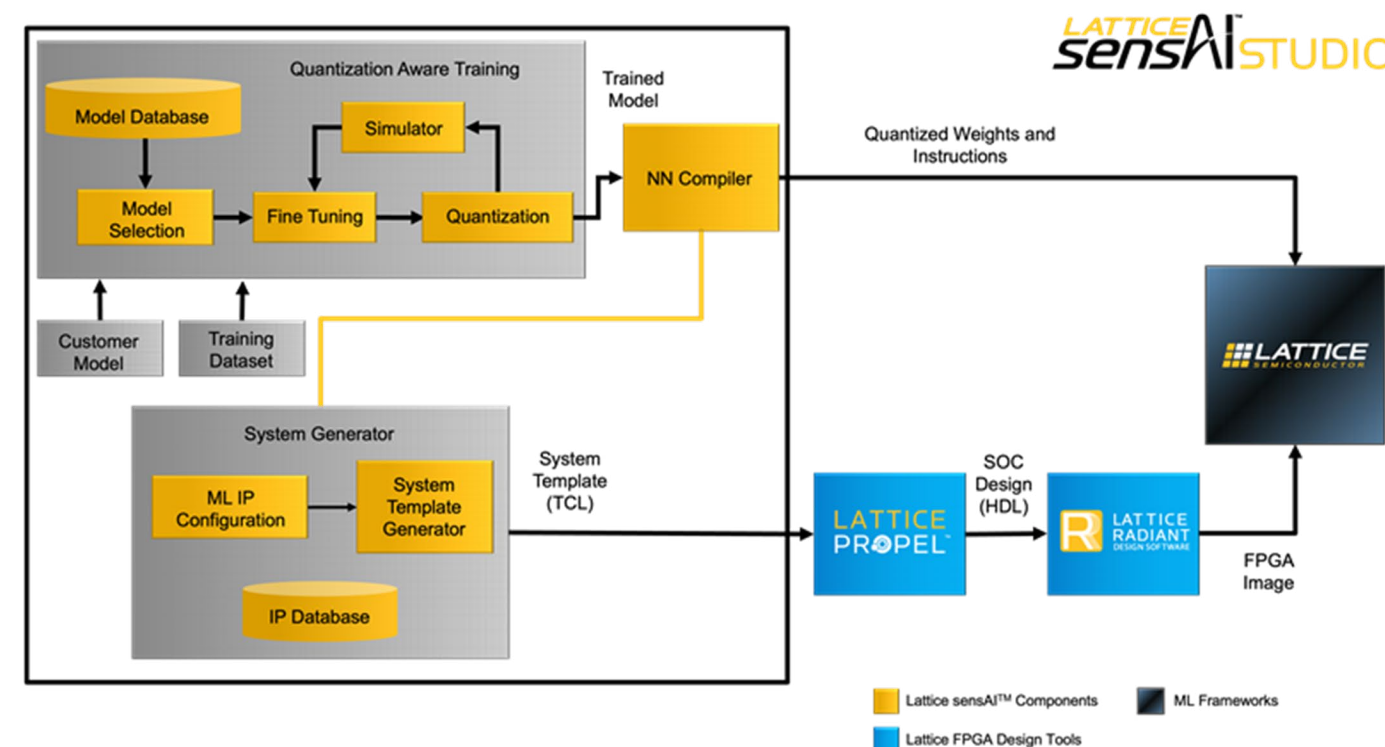 LATTICE
sensAI STUDIO
Quantization Aware Training
Model Database
Simulator
Model
Selection
Fine Tuning
Quantization
Trained
Model
NN Compiler
Quantized Weights and
Instructions
Customer
Model
Training
Dataset
LATTICE
SEMICONDUCTOR
System Generator
ML IP
Configuration
System
Template
Generator
IP Database
System
Template
(TCL)
LATTICE
PROPEL
SOC
Design
(HDL)
R
LATTICE
RADIANT
DESIGN SOFTWARE
FPGA
Image
Lattice sensAI™ Components
ML Frameworks
Lattice FPGA Design Tools